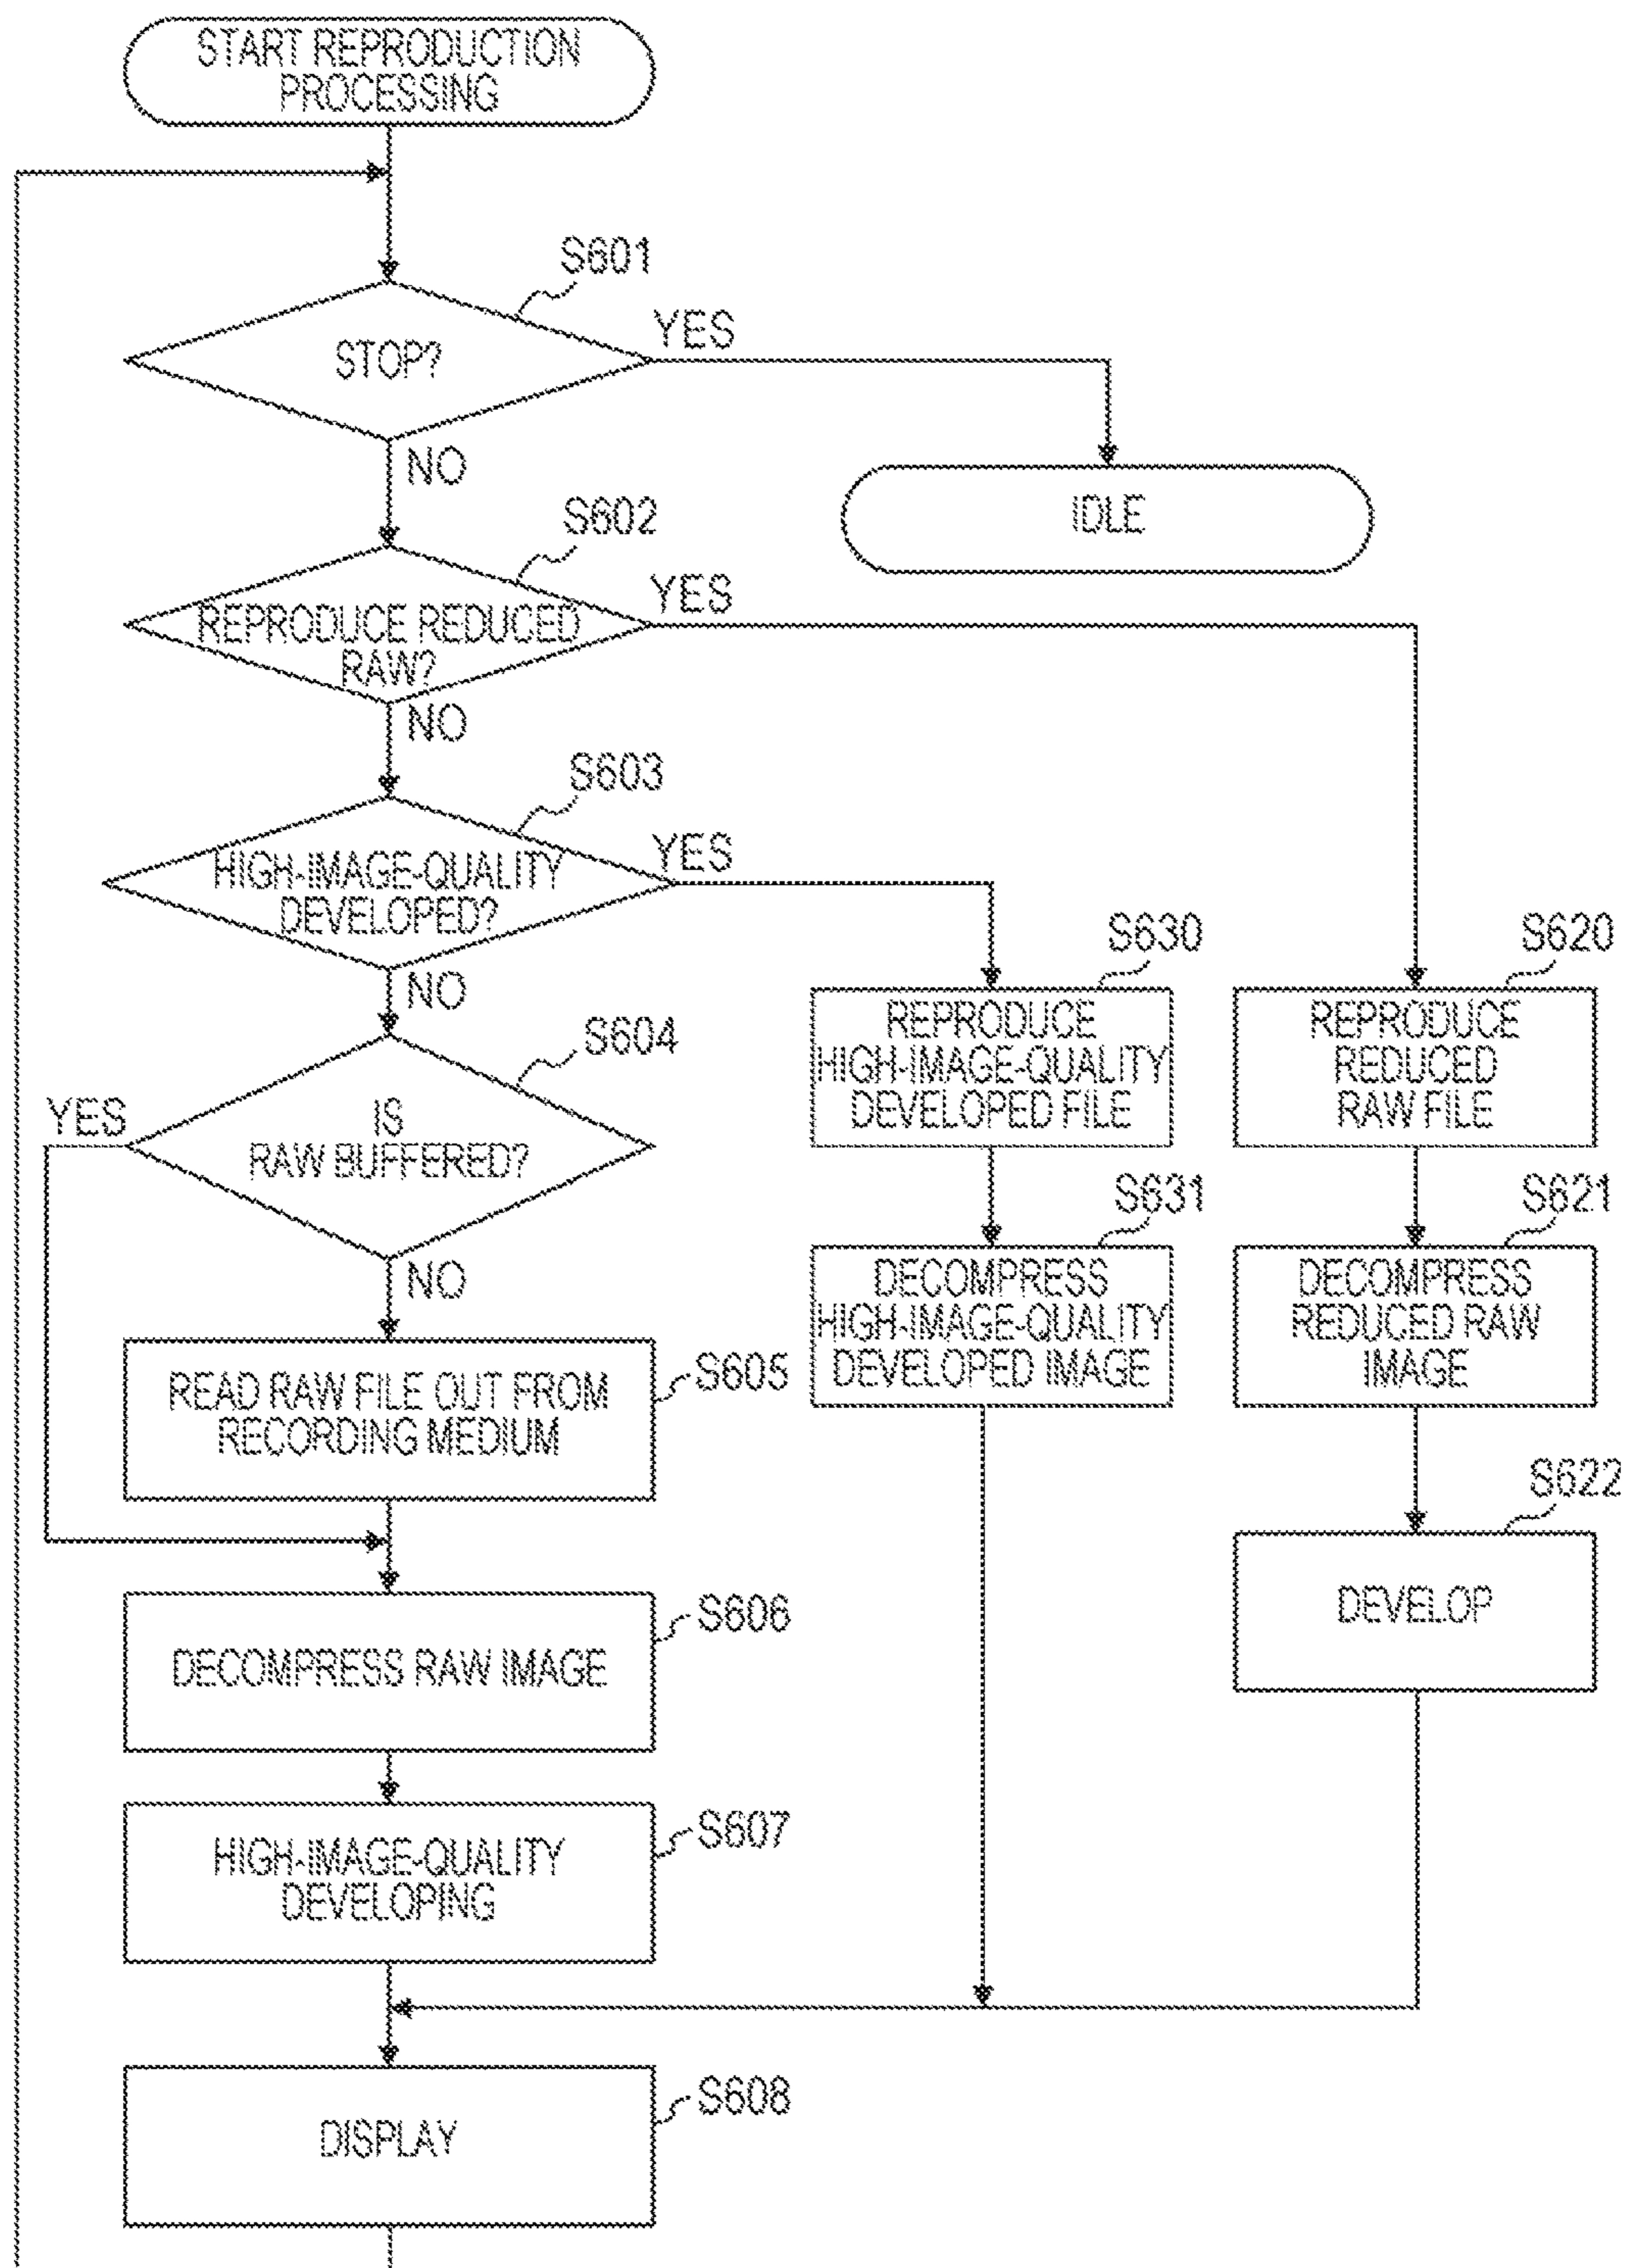 START REPRODUCTION
PROCESSING
S601
STOP?
YES
NO
IDLE
S602
REPRODUCE REDUCED
RAW?
YES
NO
S603
HIGH-IMAGE-QUALITY
DEVELOPED?
YES
NO
S630
REPRODUCE
HIGH-IMAGE-QUALITY
DEVELOPED FILE
S620
REPRODUCE
REDUCED
RAW FILE
S604
YES
IS
RAW BUFFERED?
NO
S631
DECOMPRESS
HIGH-IMAGE-QUALITY
DEVELOPED IMAGE
S621
DECOMPRESS
REDUCED RAW
IMAGE
READ RAW FILE OUT FROM
RECORDING MEDIUM
S605
S622
DEVELOP
S606
DECOMPRESS RAW IMAGE
HIGH-IMAGE-QUALITY
DEVELOPING
S607
DISPLAY
S608